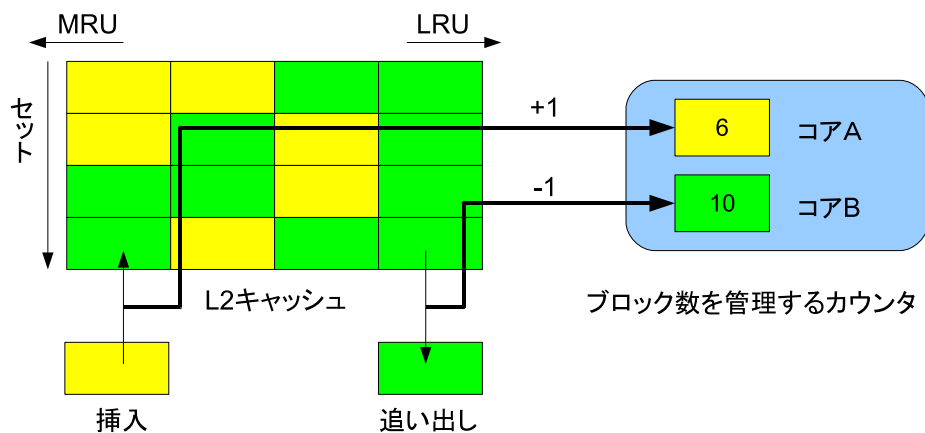 MRU
LRU
セット
+1
6
コアA
-1
10
コアB
L2キャッシュ
ブロック数を管理するカウンタ
挿入
追い出し